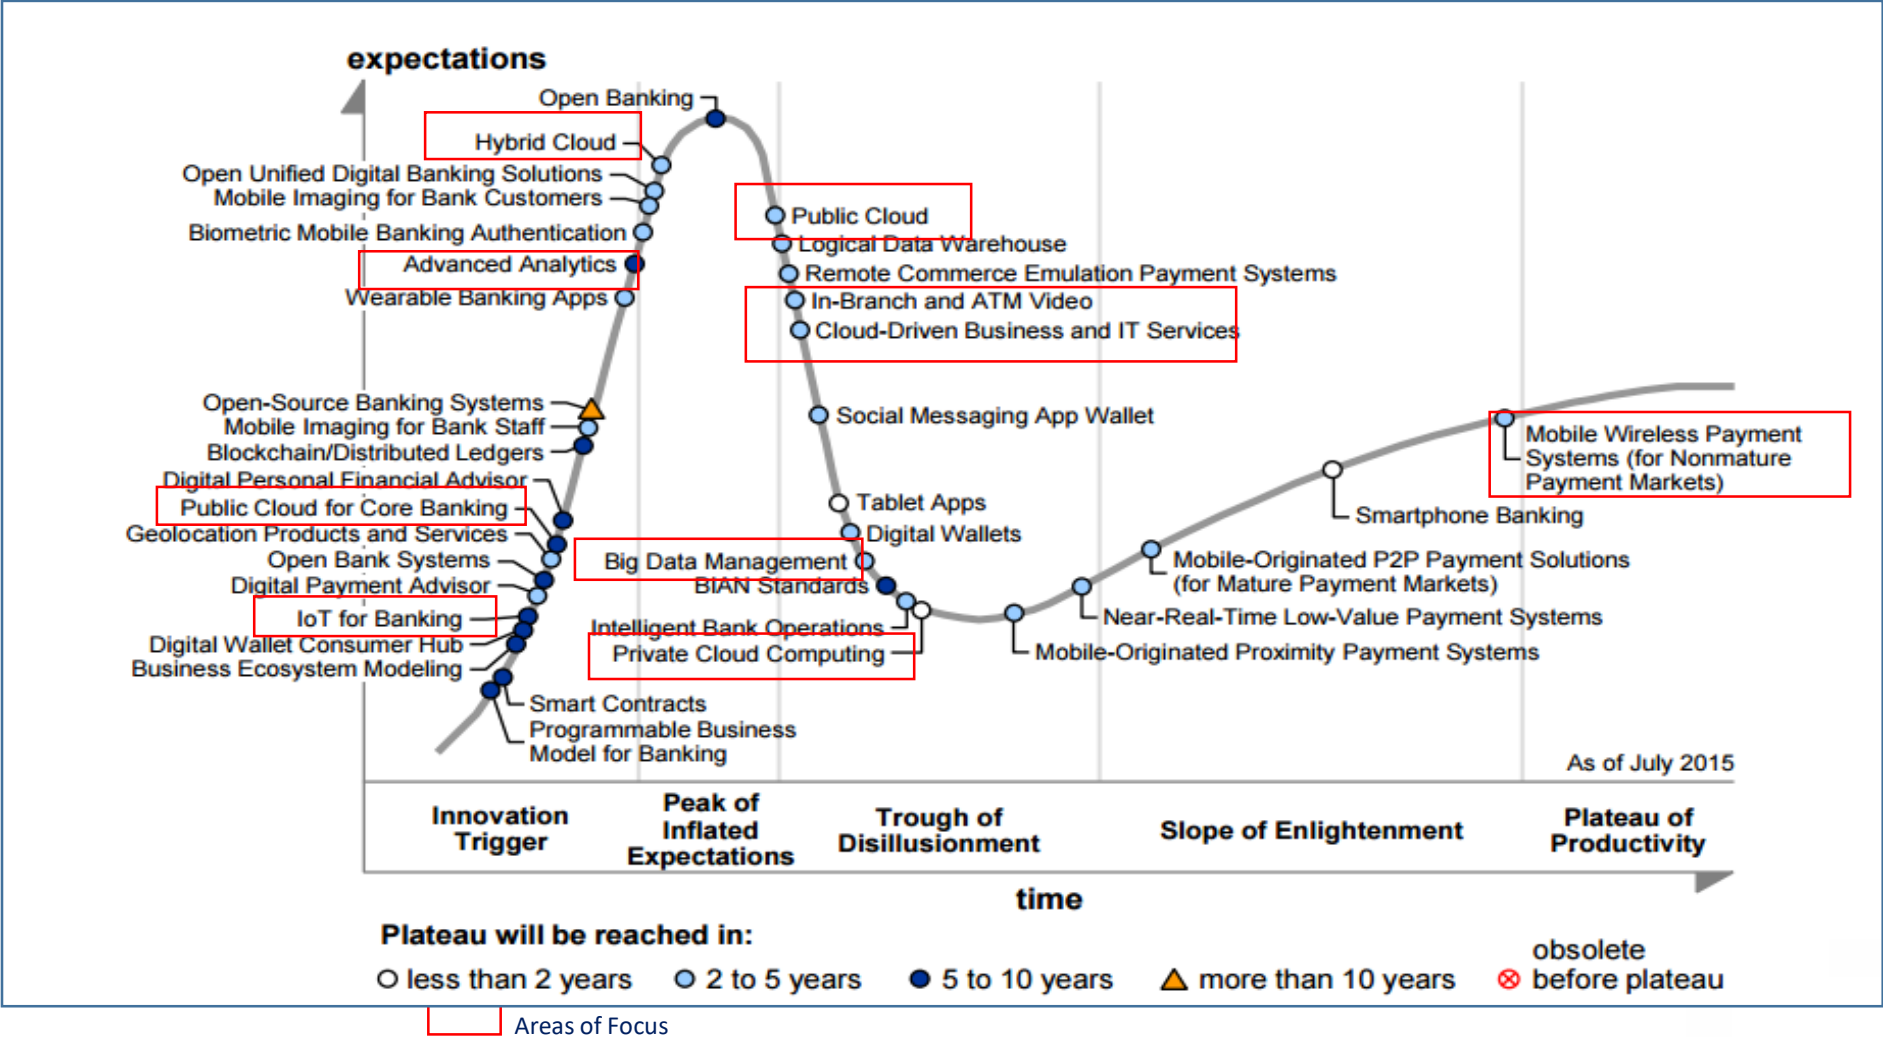 expectations
Open Banking
Hybrid Cloud
Open Unified Digital Banking Solutions
Mobile Imaging for Bank Customers
Biometric Mobile Banking Authentication
Advanced Analytics
Wearable Banking Apps
Open-Source Banking Systems
Mobile Imaging for Bank Staff
Blockchain/Distributed Ledgers
Digital Personal Financial Advisor
Public Cloud for Core Banking
Geolocation Products and Services
Open Bank Systems
Digital Payment Advisor
IoT for Banking
Digital Wallet Consumer Hub
Business Ecosystem Modeling
Smart Contracts
Programmable Business
Model for Banking
Public Cloud
Logical Data Warehouse
Remote Commerce Emulation Payment Systems
In-Branch and ATM Video
Cloud-Driven Business and IT Services
Social Messaging App Wallet
Tablet Apps
Digital Wallets
Big Data Management
BIAN Standards
Intelligent Bank Operations
Private Cloud Computing
Mobile-Originated Proximity Payment Systems
Near-Real-Time Low-Value Payment Systems
Mobile-Originated P2P Payment Solutions
(for Mature Payment Markets)
Smartphone Banking
Mobile Wireless Payment
Systems (for Nonmature
Payment Markets)
As of July 2015
Innovation
Trigger
Peak of
Inflated
Expectations
Trough of
Disillusionment
Slope of Enlightenment
Plateau of
Productivity
time
Plateau will be reached in:
less than 2 years
2 to 5 years
5 to 10 years
more than 10 years
obsolete
before plateau
Areas of Focus